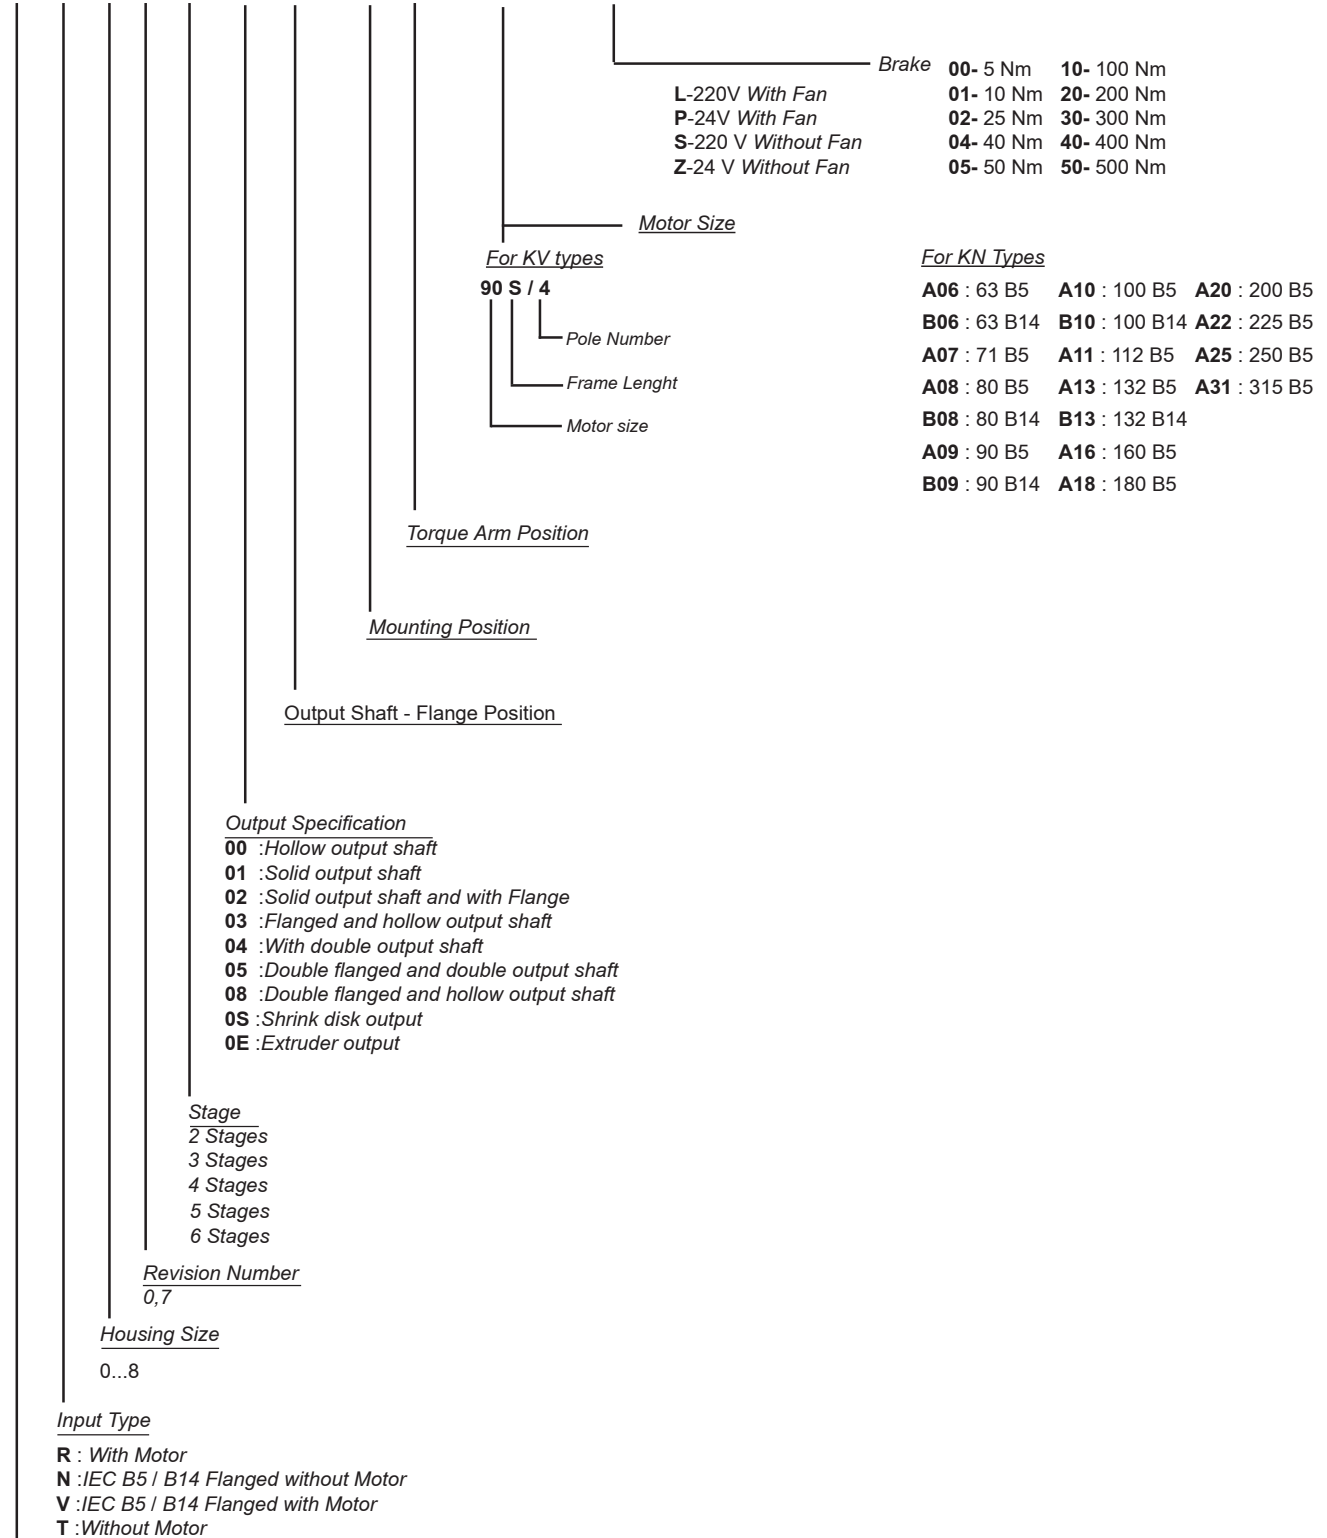 Brake 00- 5 Nm 10- 100 Nm
L-220V With Fan 01- 10 Nm 20- 200 Nm
P-24V With Fan 02- 25 Nm 30- 300 Nm
S-220 V Without Fan 04- 40 Nm 40- 400 Nm
Z-24 V Without Fan 05- 50 Nm 50- 500 Nm
Motor Size
For KV types
90 S / 4
Pole Number
Frame Lenght
Motor size
For KN Types
A06 : 63 B5 A10 : 100 B5 A20 : 200 B5
B06 : 63 B14 B10 : 100 B14 A22 : 225 B5
A07 : 71 B5 A11 : 112 B5 A25 : 250 B5
A08 : 80 B5 A13 : 132 B5 A31 : 315 B5
B08 : 80 B14 B13 : 132 B14
A09 : 90 B5 A16 : 160 B5
B09 : 90 B14 A18 : 180 B5
Torque Arm Position
Mounting Position
Output Shaft - Flange Position
Output Specification
00 :Hollow output shaft
01 :Solid output shaft
02 :Solid output shaft and with Flange
03 :Flanged and hollow output shaft
04 :With double output shaft
05 :Double flanged and double output shaft
08 :Double flanged and hollow output shaft
0S :Shrink disk output
0E :Extruder output
Stage
2 Stages
3 Stages
4 Stages
5 Stages
6 Stages
Revision Number
0,7
Housing Size
0...8
Input Type
R : With Motor
N :IEC B5 / B14 Flanged without Motor
V :IEC B5 / B14 Flanged with Motor
T :Without Motor